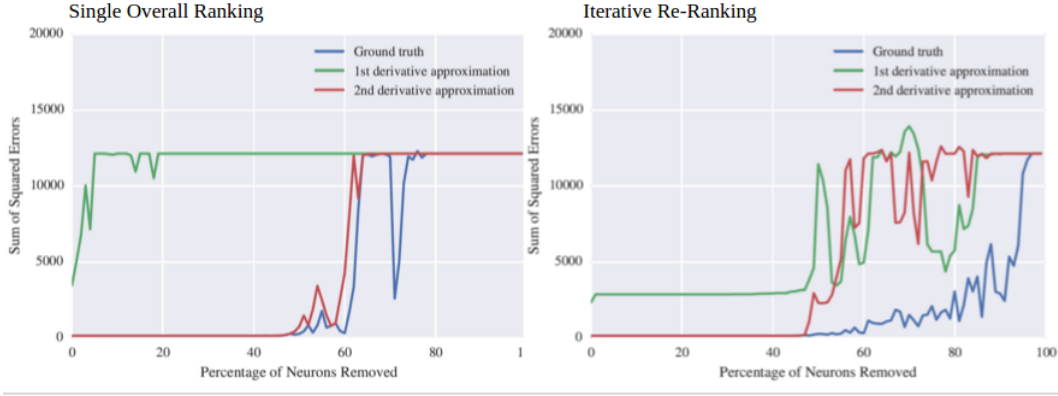 Single Overall Ranking
20000
15000
10000
5000
0
Sum of Squared Errors
Ground truth
1st derivative approximation
2nd derivative approximation
0 20 40 60 80 1
Percentage of Neurons Removed
Iterative Re-Ranking
20000
15000
10000
5000
0
Sum of Squared Errors
Ground truth
1st derivative approximation
2nd derivative approximation
0 20 40 60 80 100
Percentage of Neurons Removed